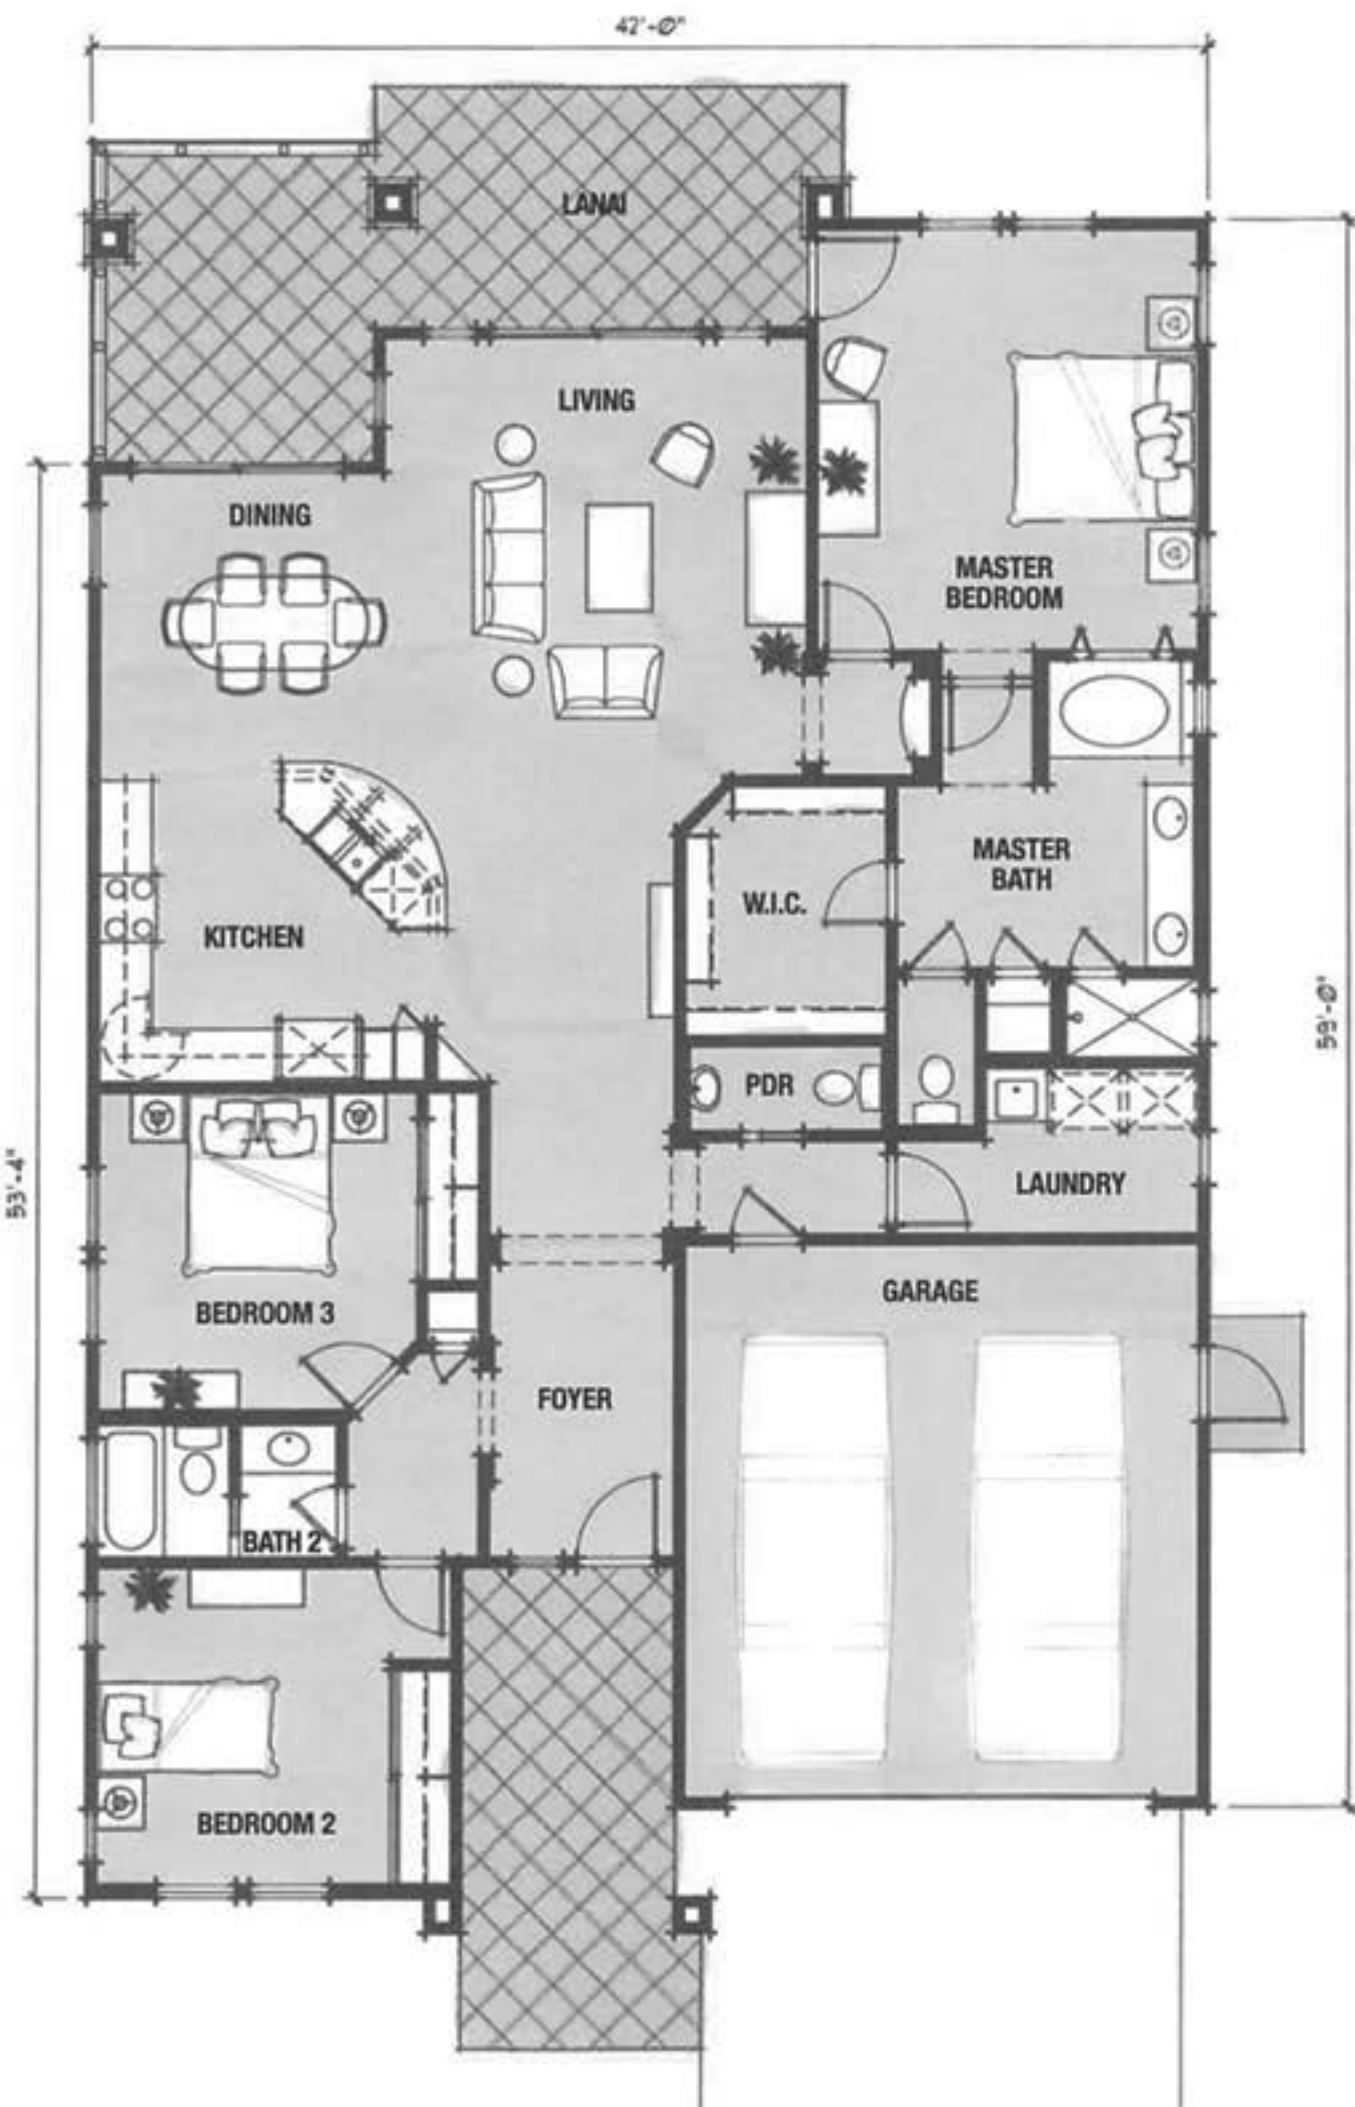 42'-0"
LANAI
LIVING
DINING
MASTER
BEDROOM
MASTER
BATH
W.I.C.
KITCHEN
59'-0"
PDR
53'-4"
LAUNDRY
GARAGE
BEDROOM 3
FOYER
BATH 2
BEDROOM 2